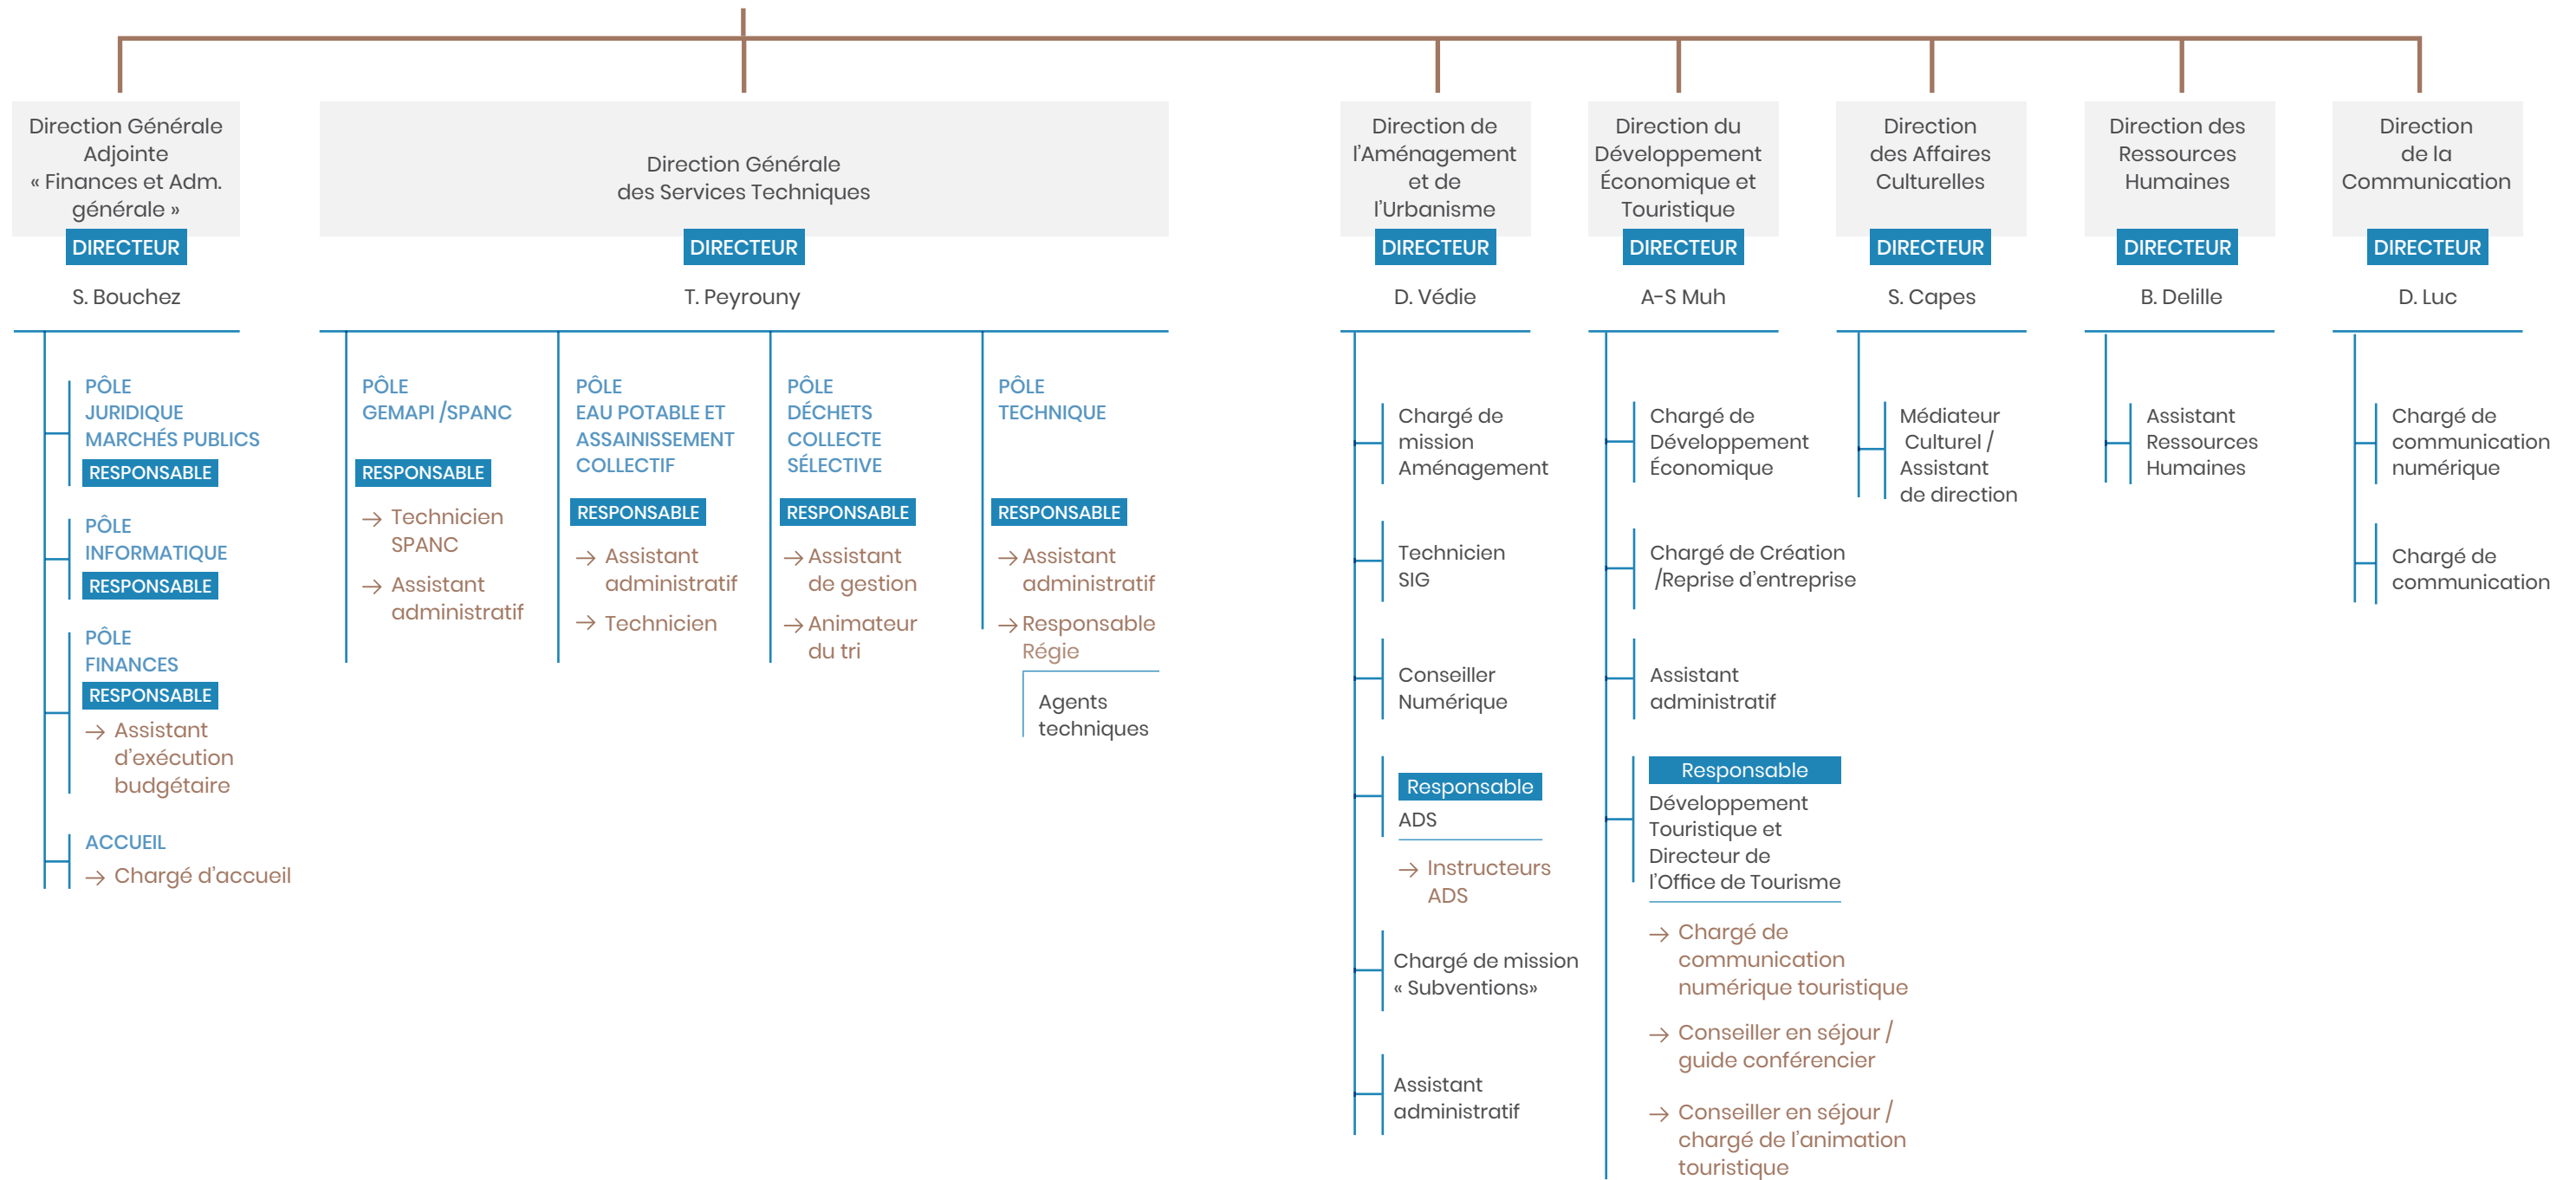 Direction Générale
Adjointe
« Finances et Adm.
générale »
DIRECTEUR
S. Bouchez
PÔLE
JURIDIQUE
MARCHÉS PUBLICS
RESPONSABLE
PÔLE
INFORMATIQUE
RESPONSABLE
PÔLE
FINANCES
RESPONSABLE
→ Assistant
d'exécution
budgétaire
ACCUEIL
→ Chargé d'accueil
Direction Générale
des Services Techniques
DIRECTEUR
T. Peyrouny
PÔLE
GEMAPI /SPANC
RESPONSABLE
→ Technicien
SPANC
→ Assistant
administratif
PÔLE
EAU POTABLE ET
ASSAINISSEMENT
COLLECTIF
RESPONSABLE
→ Assistant
administratif
→ Technicien
PÔLE
DÉCHETS
COLLECTE
SÉLECTIVE
RESPONSABLE
→ Assistant
de gestion
→ Animateur
du tri
PÔLE
TECHNIQUE
RESPONSABLE
→ Assistant
administratif
→ Responsable
Régie
Agents
techniques
Direction de
l'Aménagement
et de
l'Urbanisme
DIRECTEUR
D. Védie
Chargé de
mission
Aménagement
Technicien
SIG
Conseiller
Numérique
Responsable
ADS
→ Instructeurs
ADS
Chargé de mission
« Subventions»
Assistant
administratif
Direction du
Développement
Économique et
Touristique
DIRECTEUR
A-S Muh
Chargé de
Développement
Économique
Chargé de Création
/Reprise d'entreprise
Assistant
administratif
Responsable
Développement
Touristique et
Directeur de
l'Office de Tourisme
→ Chargé de
communication
numérique touristique
→ Conseiller en séjour /
guide conférencier
→ Conseiller en séjour /
chargé de l'animation
touristique
Direction
des Affaires
Culturelles
DIRECTEUR
S. Capes
Médiateur
Culturel /
Assistant
de direction
Direction des
Ressources
Humaines
DIRECTEUR
B. Delille
Assistant
Ressources
Humaines
Direction
de la
Communication
DIRECTEUR
D. Luc
Chargé de
communication
numérique
Chargé de
communication